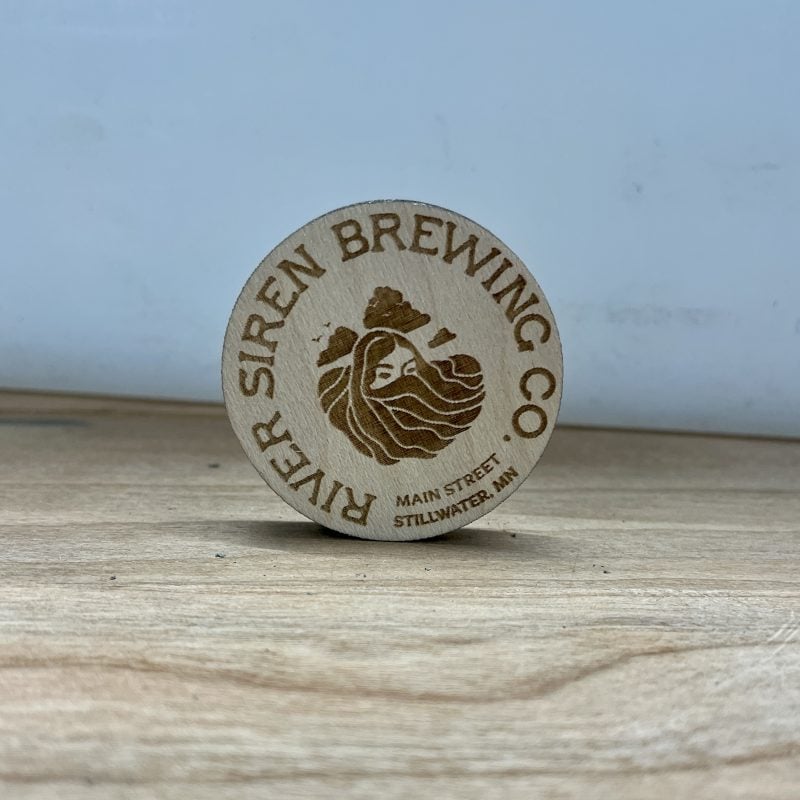 RIVER SIREN BREWING CO.
MAIN STREET
STILLWATER, MN